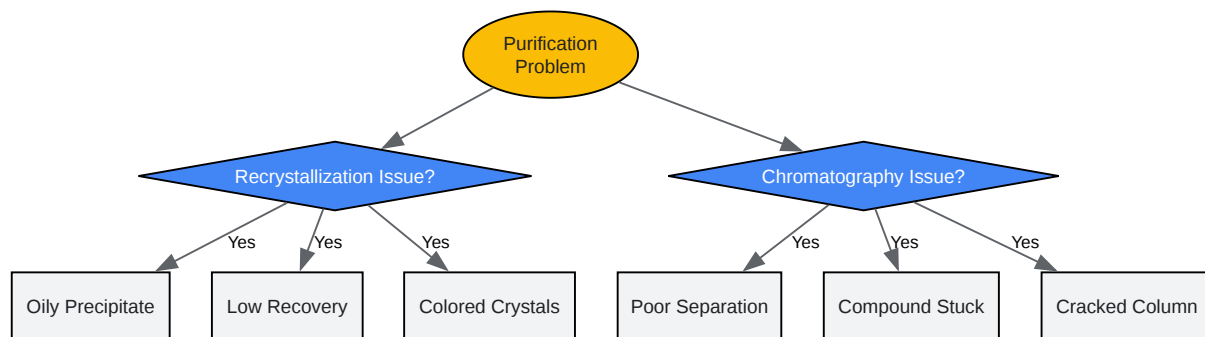 Purification
Problem
Recrystallization Issue?
Chromatography Issue?
Yes
Yes
Yes
Yes
Yes
Yes
Oily Precipitate
Low Recovery
Colored Crystals
Poor Separation
Compound Stuck
Cracked Column